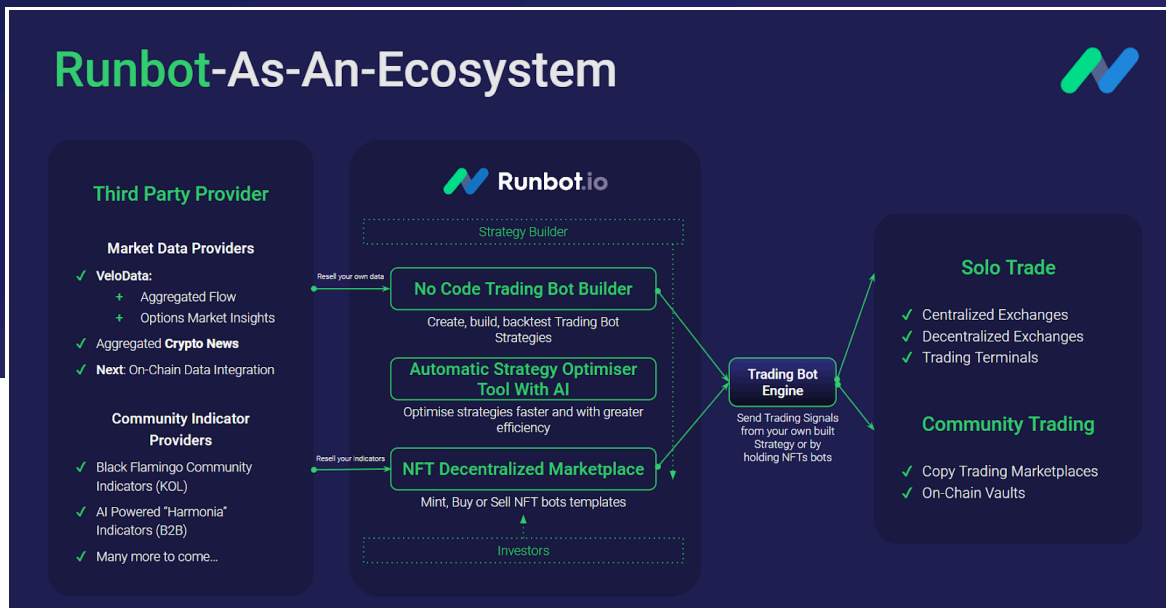 Runbot-As-An-Ecosystem
Third Party Provider
Market Data Providers
VeloData:
Aggregated Flow
Options Market Insights
Aggregated Crypto News
Next: On-Chain Data Integration
Community Indicator
Providers
Black Flamingo Community
Indicators (KOL)
AI Powered “Harmonia”
Indicators (B2B)
Many more to come...
Resell your own data
Resell your indicators
Runbot.io
Strategy Builder
No Code Trading Bot Builder
Create, build, backtest Trading Bot
Strategies
Automatic Strategy Optimiser
Tool With AI
Optimise strategies faster and with greater
efficiency
NFT Decentralized Marketplace
Mint, Buy or Sell NFT bots templates
Investors
Trading Bot
Engine
Send Trading Signals
from your own built
Strategy or by
holding NFTs bots
Solo Trade
Centralized Exchanges
Decentralized Exchanges
Trading Terminals
Community Trading
Copy Trading Marketplaces
On-Chain Vaults